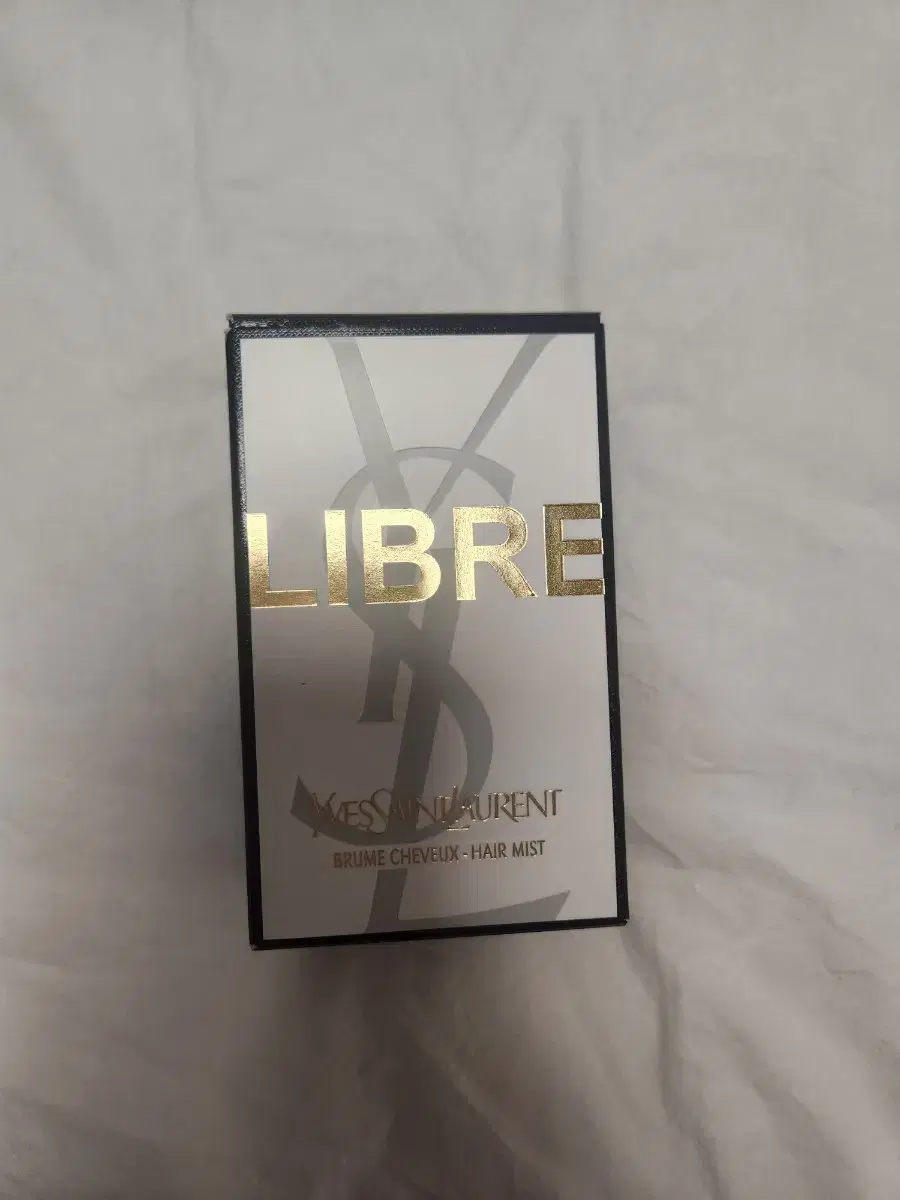 LIBRE
YVESSAINTLAURENT
BRUME CHEVEUX - HAIR MIST